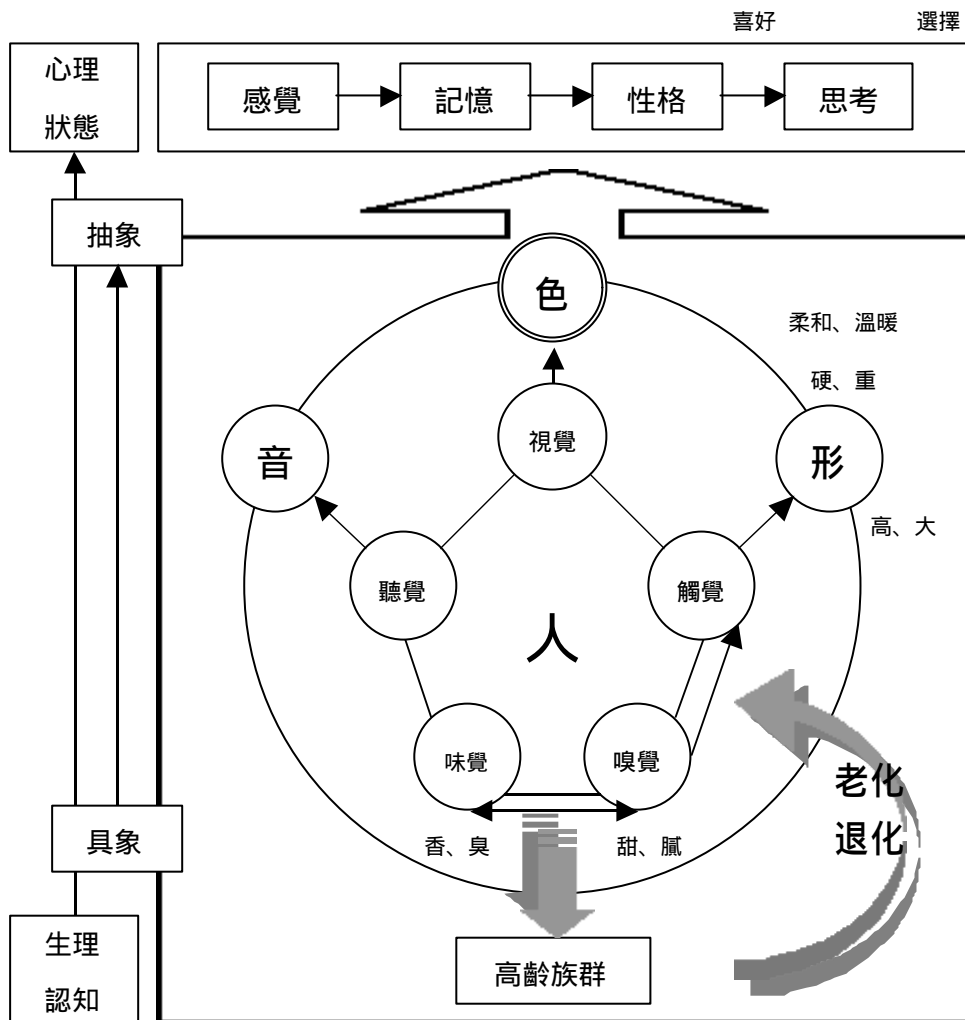 喜好 選擇
心理
狀態
感覺 記憶 性格 思考
抽象
色
柔和、溫暖
硬、重
視覺
音
形
高、大
聽覺
觸覺
人
味覺
嗅覺
老化
退化
具象
香、臭
甜、膩
生理
認知
高齡族群